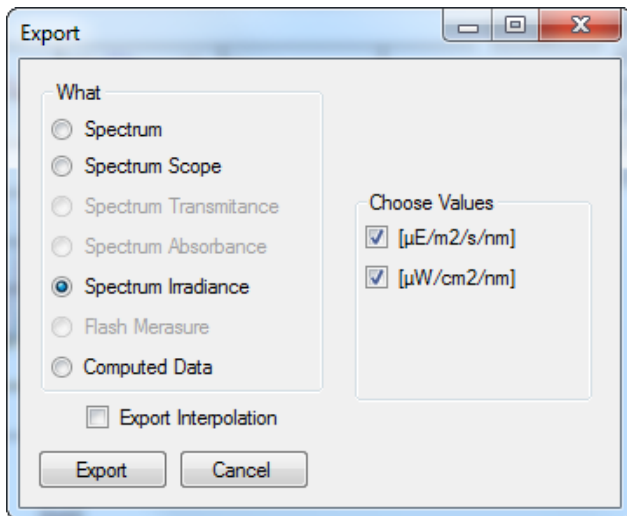 Export
What
Spectrum
Spectrum Scope
Spectrum Transmitance
Spectrum Absorbance
Spectrum Irradiance
Flash Merasure
Computed Data
Choose Values
[µE/m2/s/nm]
[µW/cm2/nm]
Export Interpolation
Export
Cancel